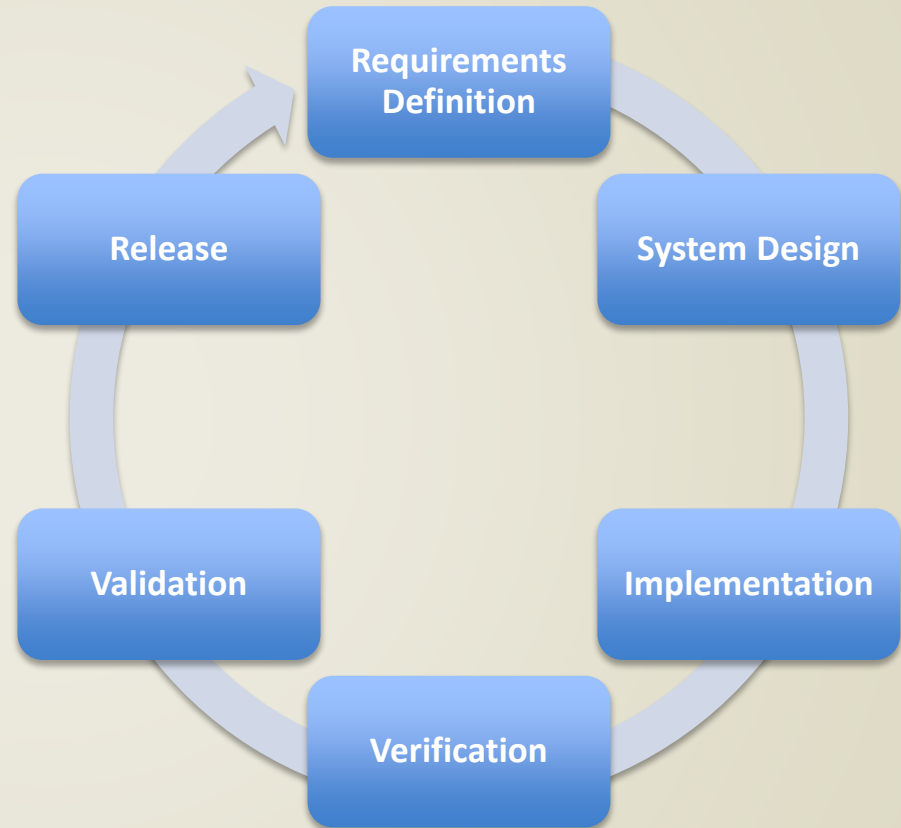 Requirements
Definition
System Design
Implementation
Verification
Validation
Release